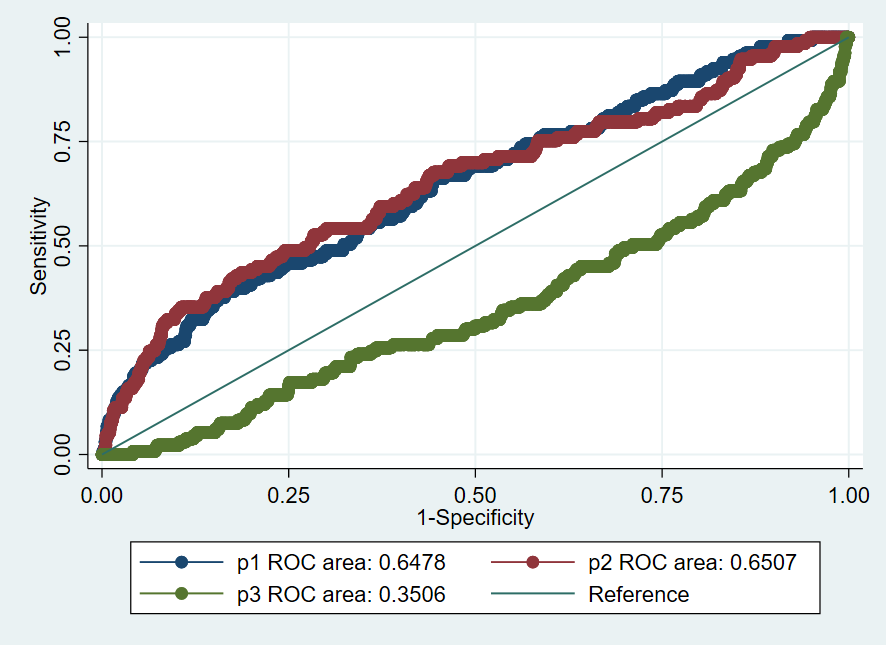 1.00
0.75
0.50
0.25
0.00
Sensitivity
0.00 0.25 0.50 0.75 1.00
1-Specificity
p1 ROC area: 0.6478 p2 ROC area: 0.6507
p3 ROC area: 0.3506 Reference